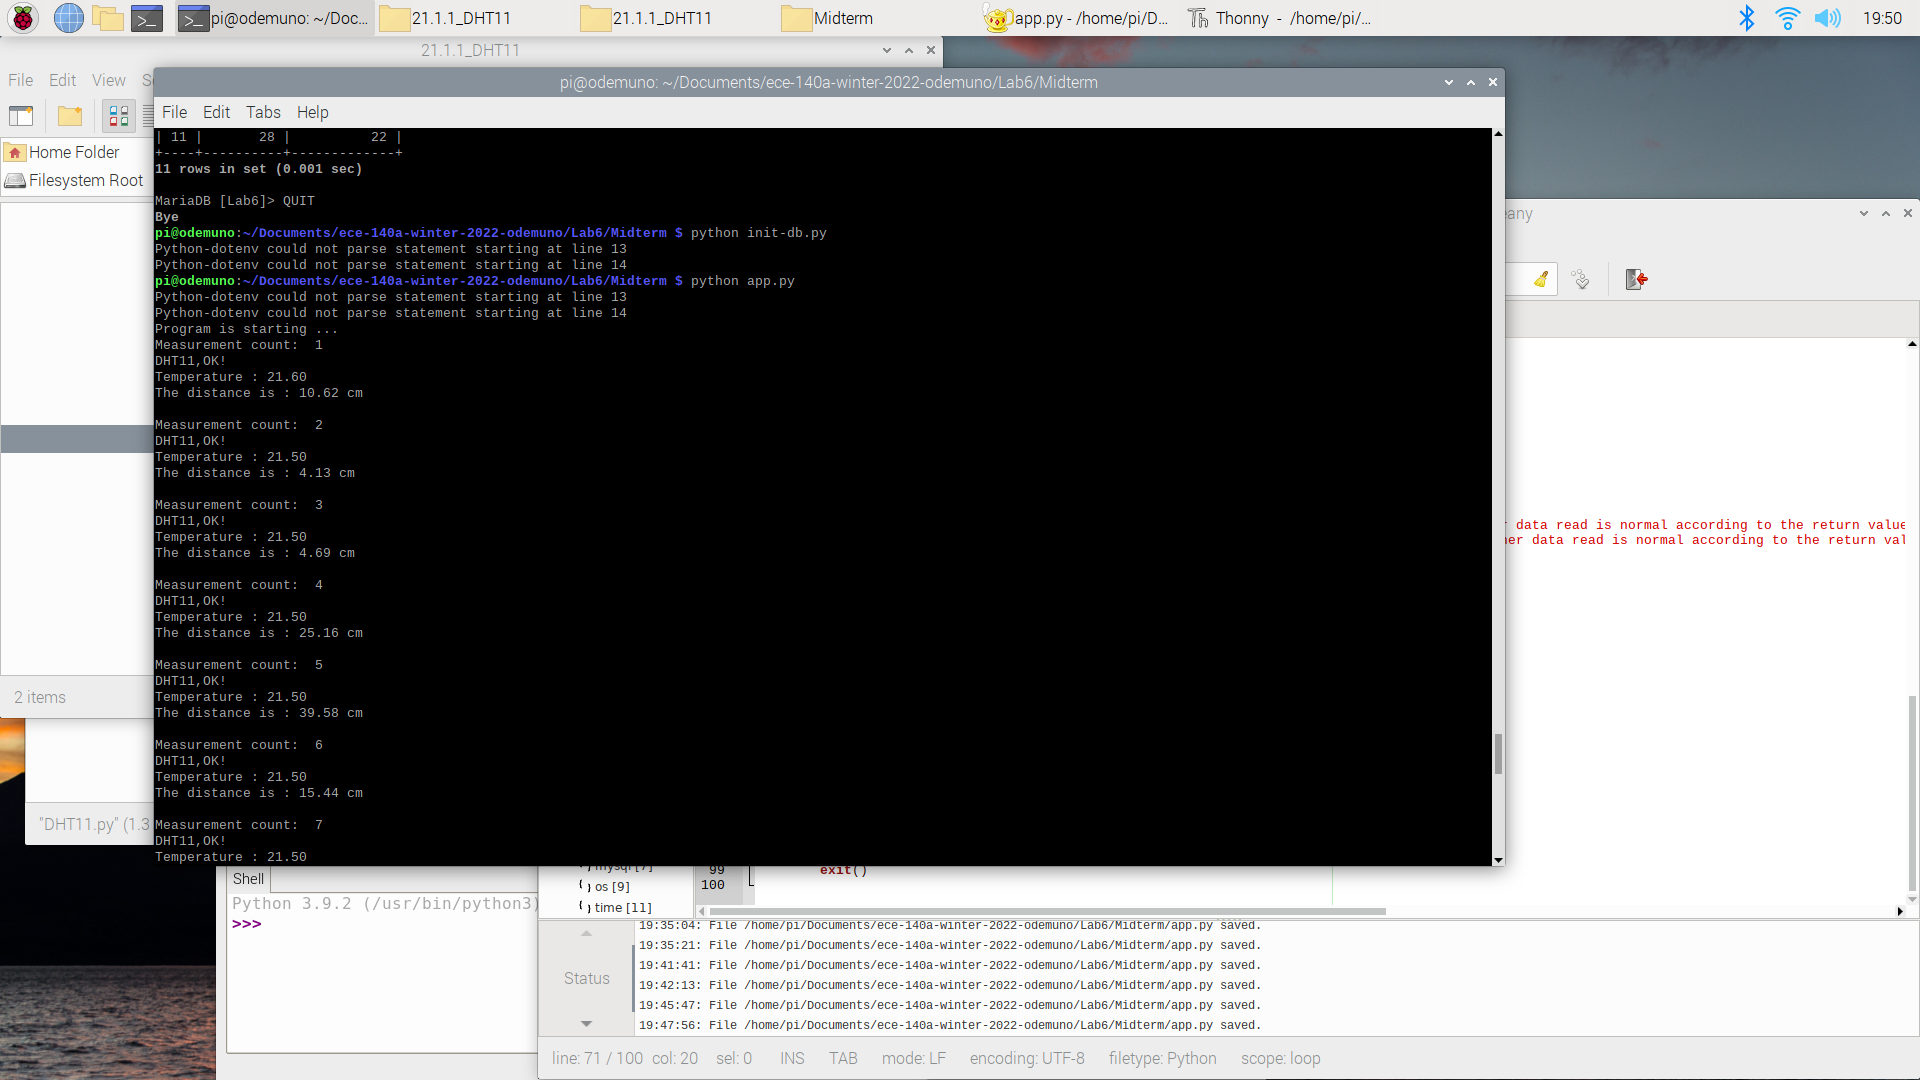 pi@odemuno: ~/Doc...
21.1.1_DHT11
21.1.1_DHT11
Midterm
app.py - /home/pi/D...
Thonny  -  /home/pi/...
19:50
21.1.1_DHT11
File Edit View
Home Folder
Filesystem Root
2 items
"DHT11.py" (1.3
pi@odemuno: ~/Documents/ece-140a-winter-2022-odemuno/Lab6/Midterm
File Edit Tabs Help
| 11 |       28 |          22 |
+----+----------+-------------+
11 rows in set (0.001 sec)
MariaDB [Lab6]> QUIT
Bye
pi@odemuno:~/Documents/ece-140a-winter-2022-odemuno/Lab6/Midterm $ python init-db.py
Python-dotenv could not parse statement starting at line 13
Python-dotenv could not parse statement starting at line 14
pi@odemuno:~/Documents/ece-140a-winter-2022-odemuno/Lab6/Midterm $ python app.py
Python-dotenv could not parse statement starting at line 13
Python-dotenv could not parse statement starting at line 14
Program is starting ...
Measurement count:  1
DHT11,OK!
Temperature : 21.60
The distance is : 10.62 cm
Measurement count:  2
DHT11,OK!
Temperature : 21.50
The distance is : 4.13 cm
Measurement count:  3
DHT11,OK!
Temperature : 21.50
The distance is : 4.69 cm
Measurement count:  4
DHT11,OK!
Temperature : 21.50
The distance is : 25.16 cm
Measurement count:  5
DHT11,OK!
Temperature : 21.50
The distance is : 39.58 cm
Measurement count:  6
DHT11,OK!
Temperature : 21.50
The distance is : 15.44 cm
Measurement count:  7
DHT11,OK!
Temperature : 21.50
data read is normal according to the return value
data read is normal according to the return val
Shell
Python 3.9.2 (/usr/bin/python3)
>>>
mysql [7]
os [9]
time [11]
99 exit()
100
Status
19:35:04: File /home/pi/Documents/ece-140a-winter-2022-odemuno/Lab6/Midterm/app.py saved.
19:35:21: File /home/pi/Documents/ece-140a-winter-2022-odemuno/Lab6/Midterm/app.py saved.
19:41:41: File /home/pi/Documents/ece-140a-winter-2022-odemuno/Lab6/Midterm/app.py saved.
19:42:13: File /home/pi/Documents/ece-140a-winter-2022-odemuno/Lab6/Midterm/app.py saved.
19:45:47: File /home/pi/Documents/ece-140a-winter-2022-odemuno/Lab6/Midterm/app.py saved.
19:47:56: File /home/pi/Documents/ece-140a-winter-2022-odemuno/Lab6/Midterm/app.py saved.
line: 71 / 100 col: 20 sel: 0 INS TAB mode: LF encoding: UTF-8 filetype: Python scope: loop